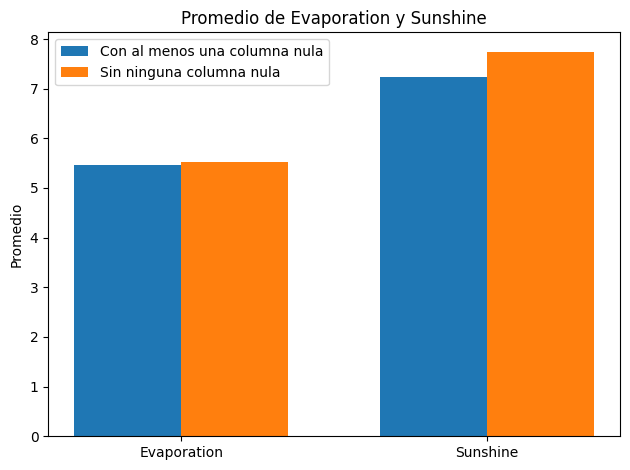 Promedio de Evaporation y Sunshine
Con al menos una columna nula
Sin ninguna columna nula
Promedio
8
7
6
5
4
3
2
1
0
Evaporation
Sunshine